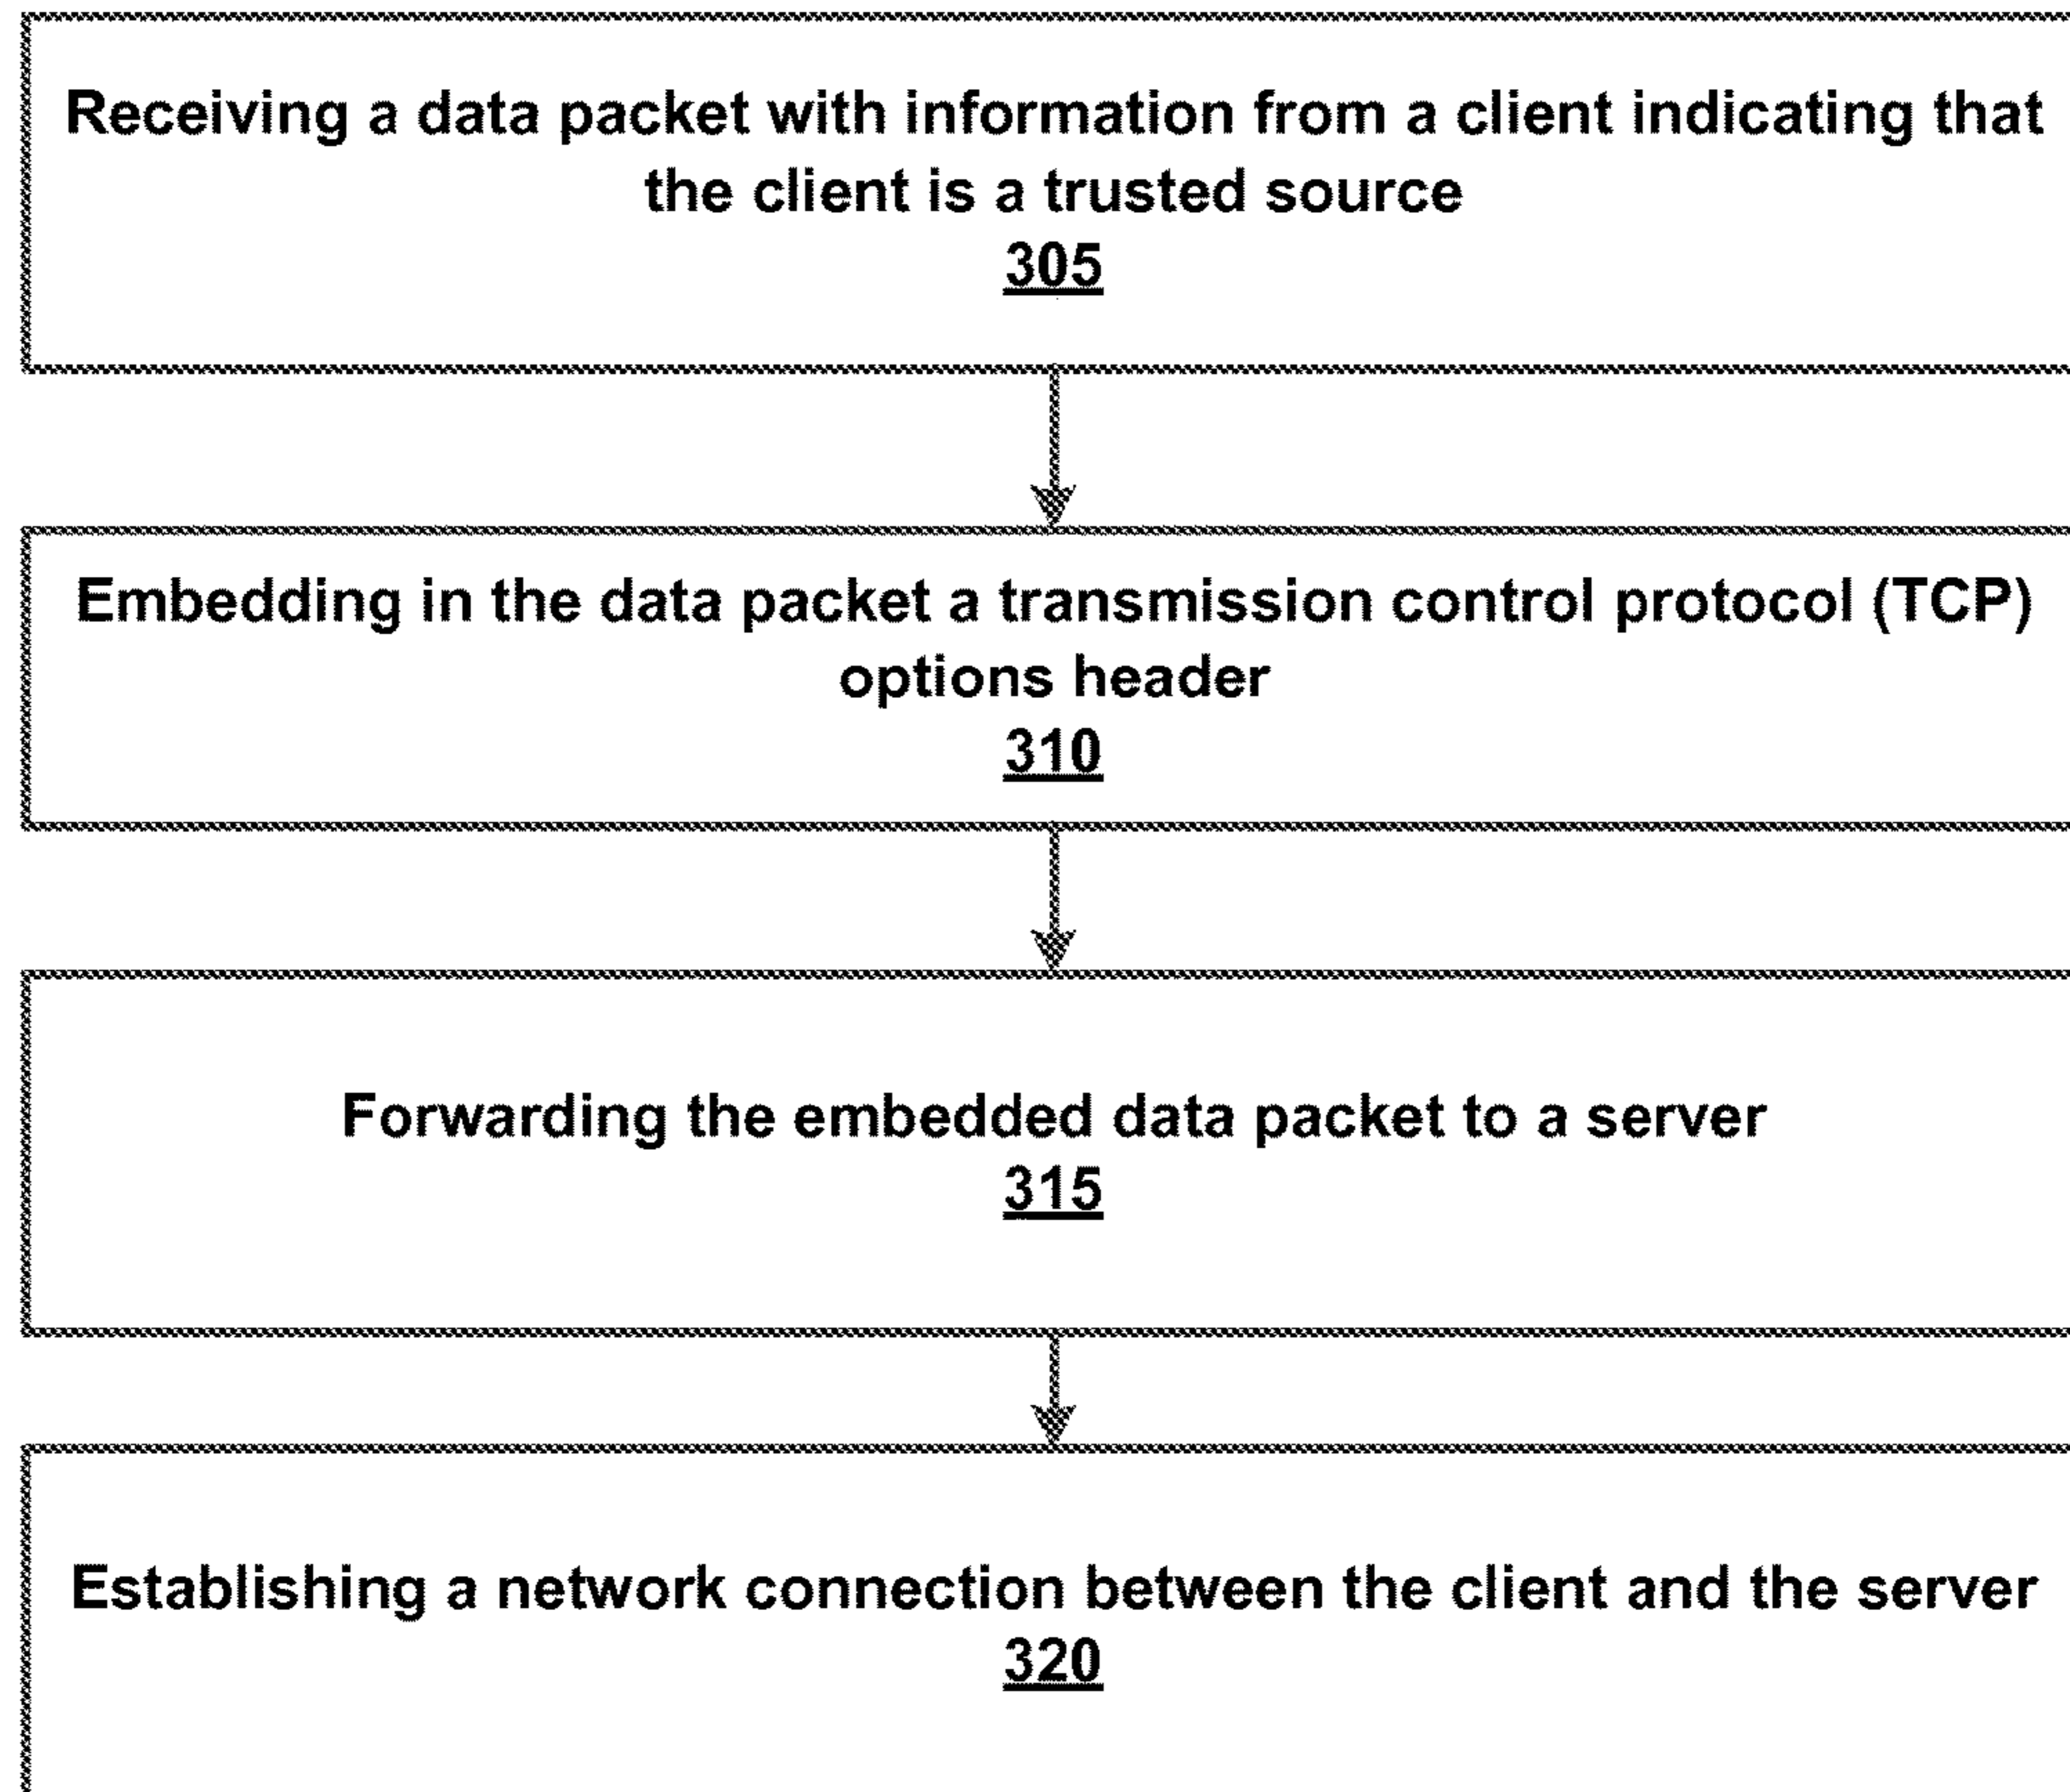 Receiving a data packet with information from a client indicating that
the client is a trusted source
305
Embedding in the data packet a transmission control protocol (TCP)
options header
310
Forwarding the embedded data packet to a server
315
Establishing a network connection between the client and the server
320